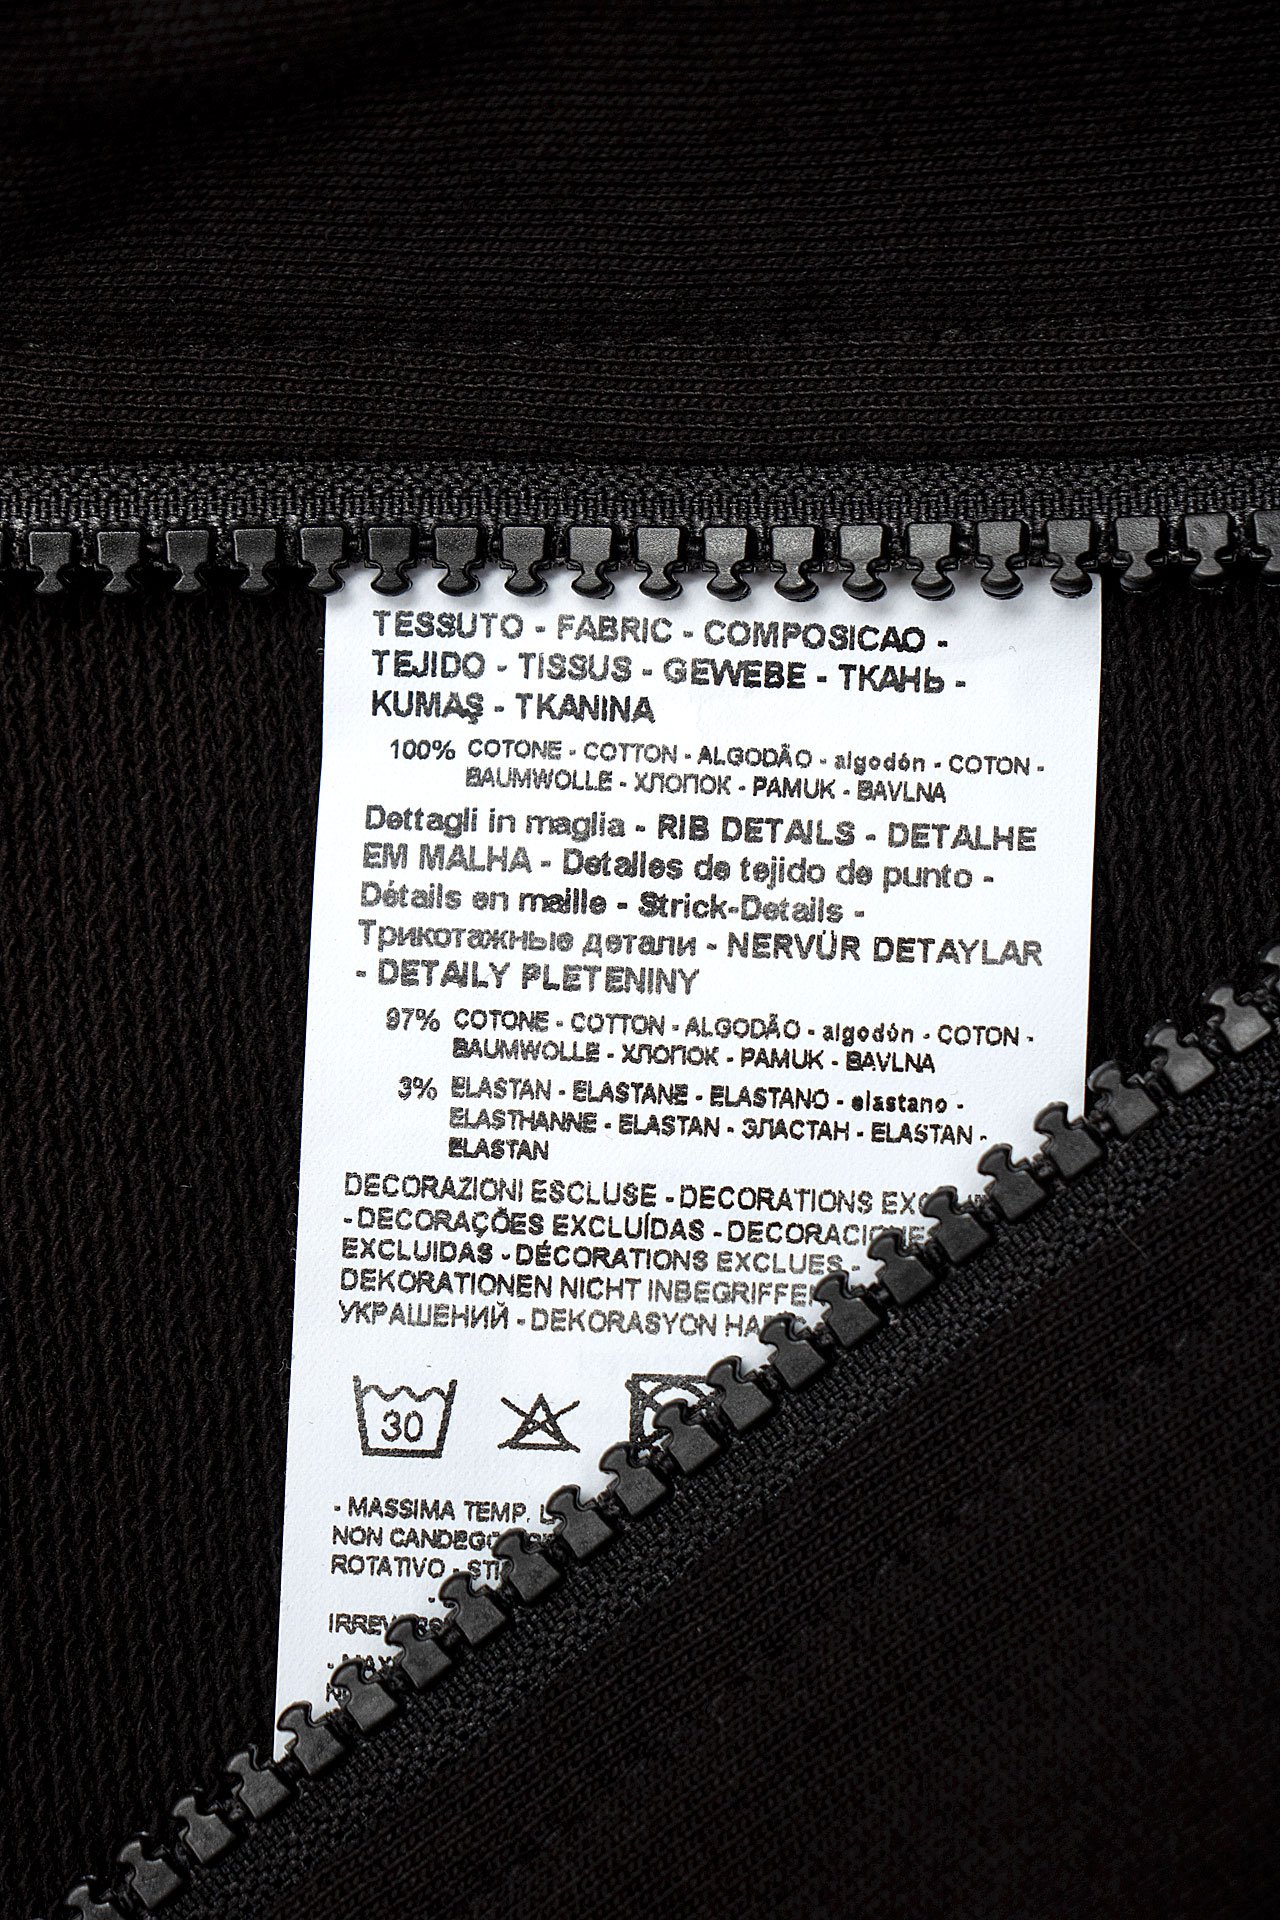 TESSUTO - FABRIC - COMPOSICAO -
TEJIDO - TISSUS - GEWEBE - ТКАНЬ -
KUMAŞ - TKANINA
100% COTONE - COTTON - ALGODÃO - algodón - COTON -
BAUMWOLLE - ХЛОПОК - PAMUK - BAVLNA
Dettagli in maglia - RIB DETAILS - DETALHE
EM MALHA - Detalles de tejido de punto -
Détails en maille - Strick-Details -
Трикотажные детали - NERVÜR DETAYLAR
- DETAILY PLETENINY
97% COTONE - COTTON - ALGODÃO - algodón - COTON -
BAUMWOLLE - ХЛОПОК - PAMUK - BAVLNA
3% ELASTAN - ELASTANE - ELASTANO - elastano -
ELASTHANNE - ELASTAN - ЭЛАСТАН - ELASTAN -
ELASTAN
DECORAZIONI ESCLUSE - DECORATIONS
- DECORAÇÕES EXCLUÍDAS -
EXCLUIDAS - DÉCORATIONS EXCLUES -
DEKORATIONEN NICHT
УКРАШЕНИЙ - DEKORASYON
30
- MASSIMA TEMP.
NON
ROTATIVO -